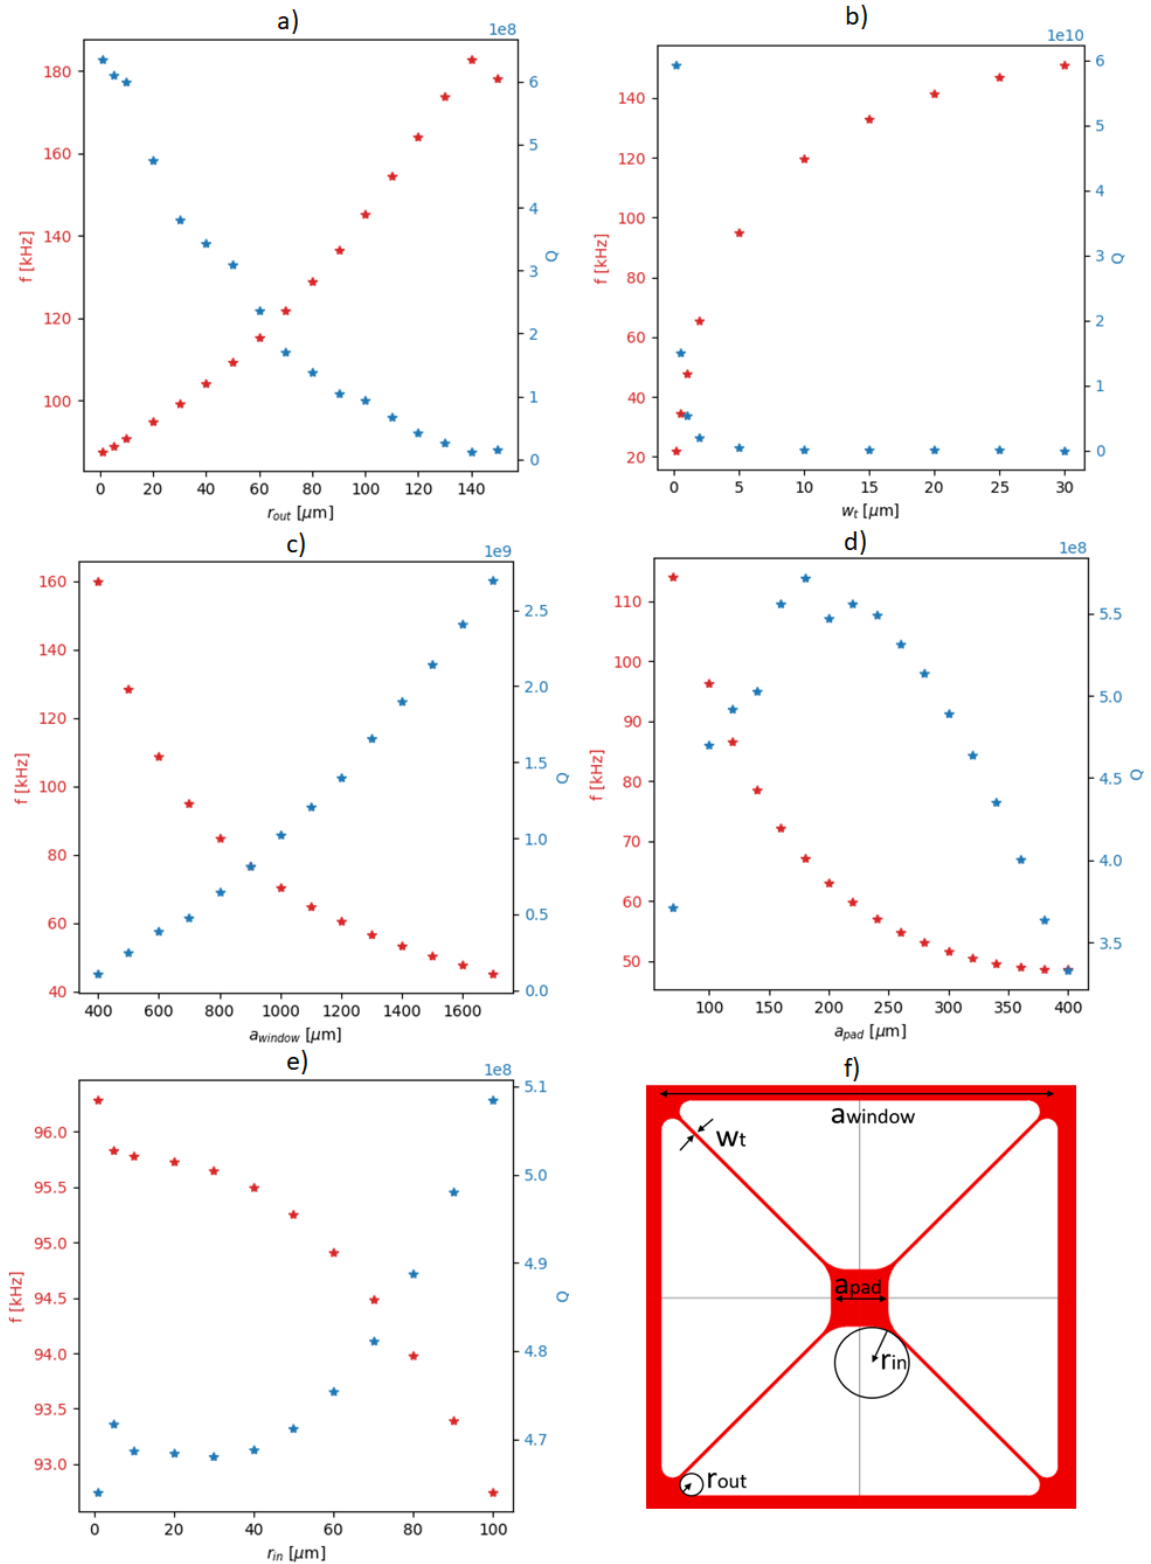 a)
1e8
180
160
140
120
100
f [kHz]
6
5
4
3
2
1
0
Q
0 20 40 60 80 100 120 140
r_out [μm]
b)
1e10
140
120
100
80
60
40
20
f [kHz]
6
5
4
3
2
1
0
Q
0 5 10 15 20 25 30
w_t [μm]
c)
1e9
160
140
120
100
80
60
40
f [kHz]
2.5
2.0
1.5
1.0
0.5
0.0
Q
400 600 800 1000 1200 1400 1600
a_window [μm]
d)
1e8
110
100
90
80
70
60
50
f [kHz]
5.5
5.0
4.5
4.0
3.5
Q
100 150 200 250 300 350 400
a_pad [μm]
e)
1e8
96.0
95.5
95.0
94.5
94.0
93.5
93.0
f [kHz]
5.1
5.0
4.9
4.8
4.7
Q
0 20 40 60 80 100
r_in [μm]
f)
awindow
wt
apad
rin
rout